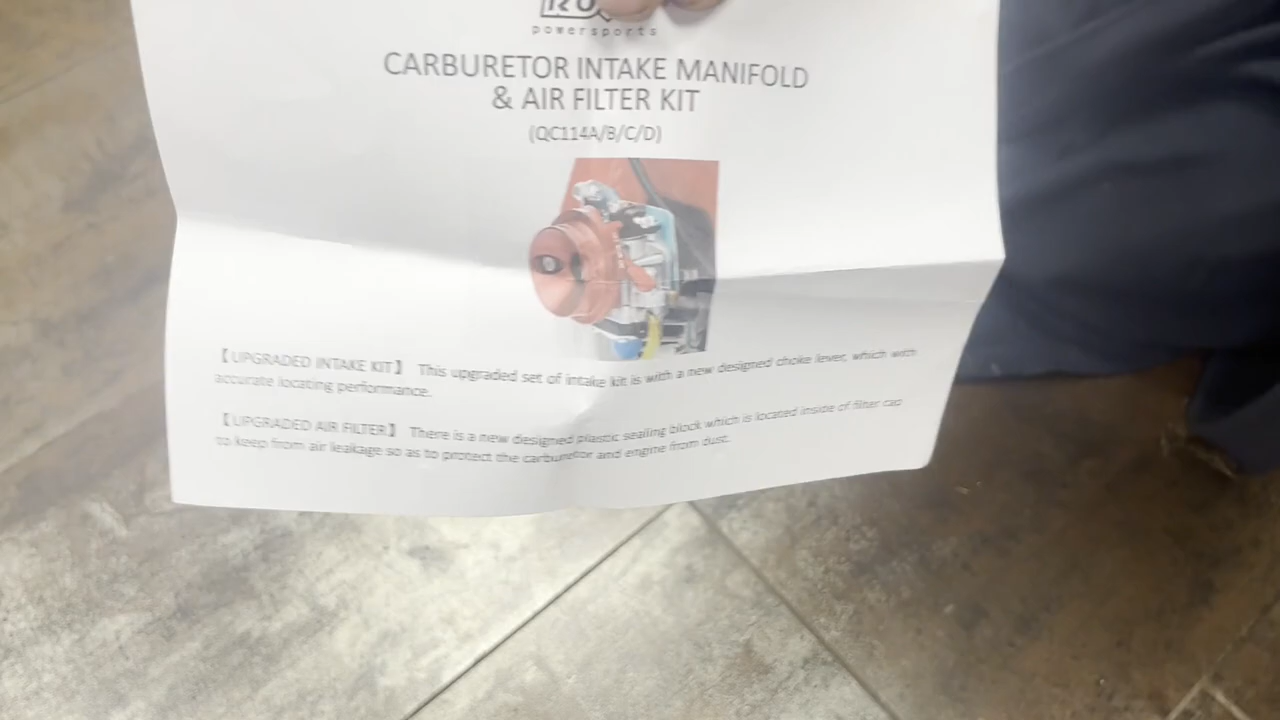 powersports
CARBURETOR INTAKE MANIFOLD
& AIR FILTER KIT
(QC114A/B/C/D)
【UPGRADED INTAKE KIT】 This upgraded set of intake kit is with a new designed choke lever, which with
accurate locating performance.
【UPGRADED AIR FILTER】 There is a new designed plastic sealing block which is located inside of filter cap
to keep from air leakage so as to protect the carburetor and engine from dust.